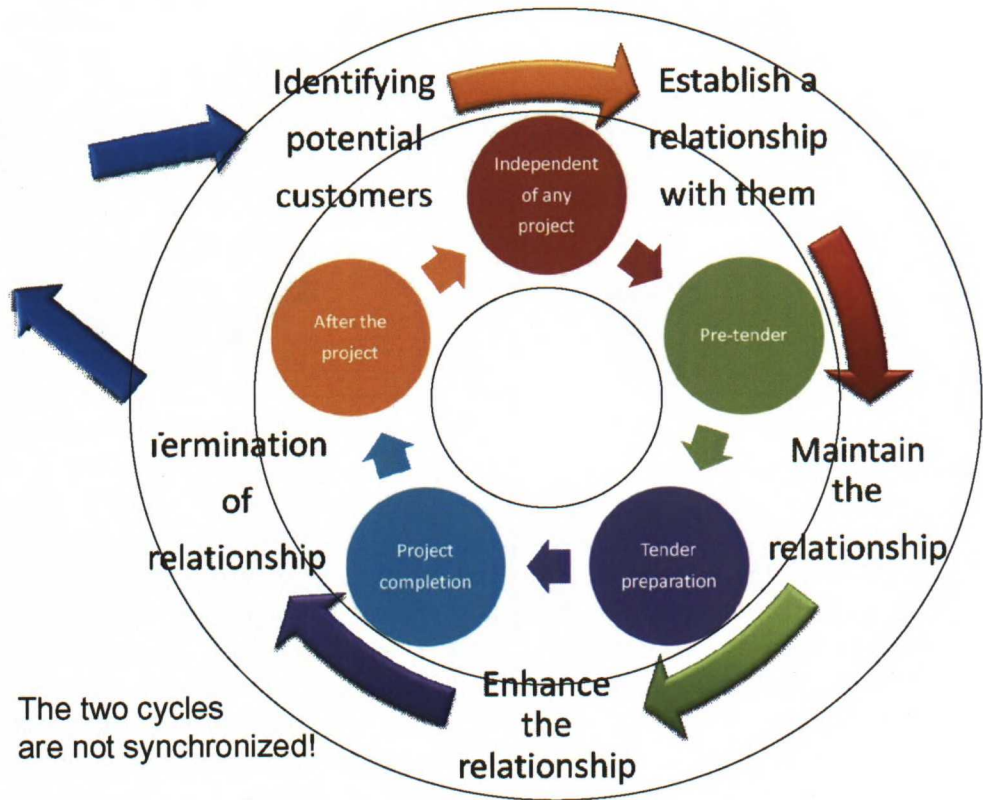 Identifying
potential
customers
Establish a
relationship
with them
Maintain
the
relationship
Enhance
the
relationship
Termination
of
relationship
Independent
of any
project
Pre-tender
Tender
preparation
Project
completion
After the
project
The two cycles
are not synchronized!